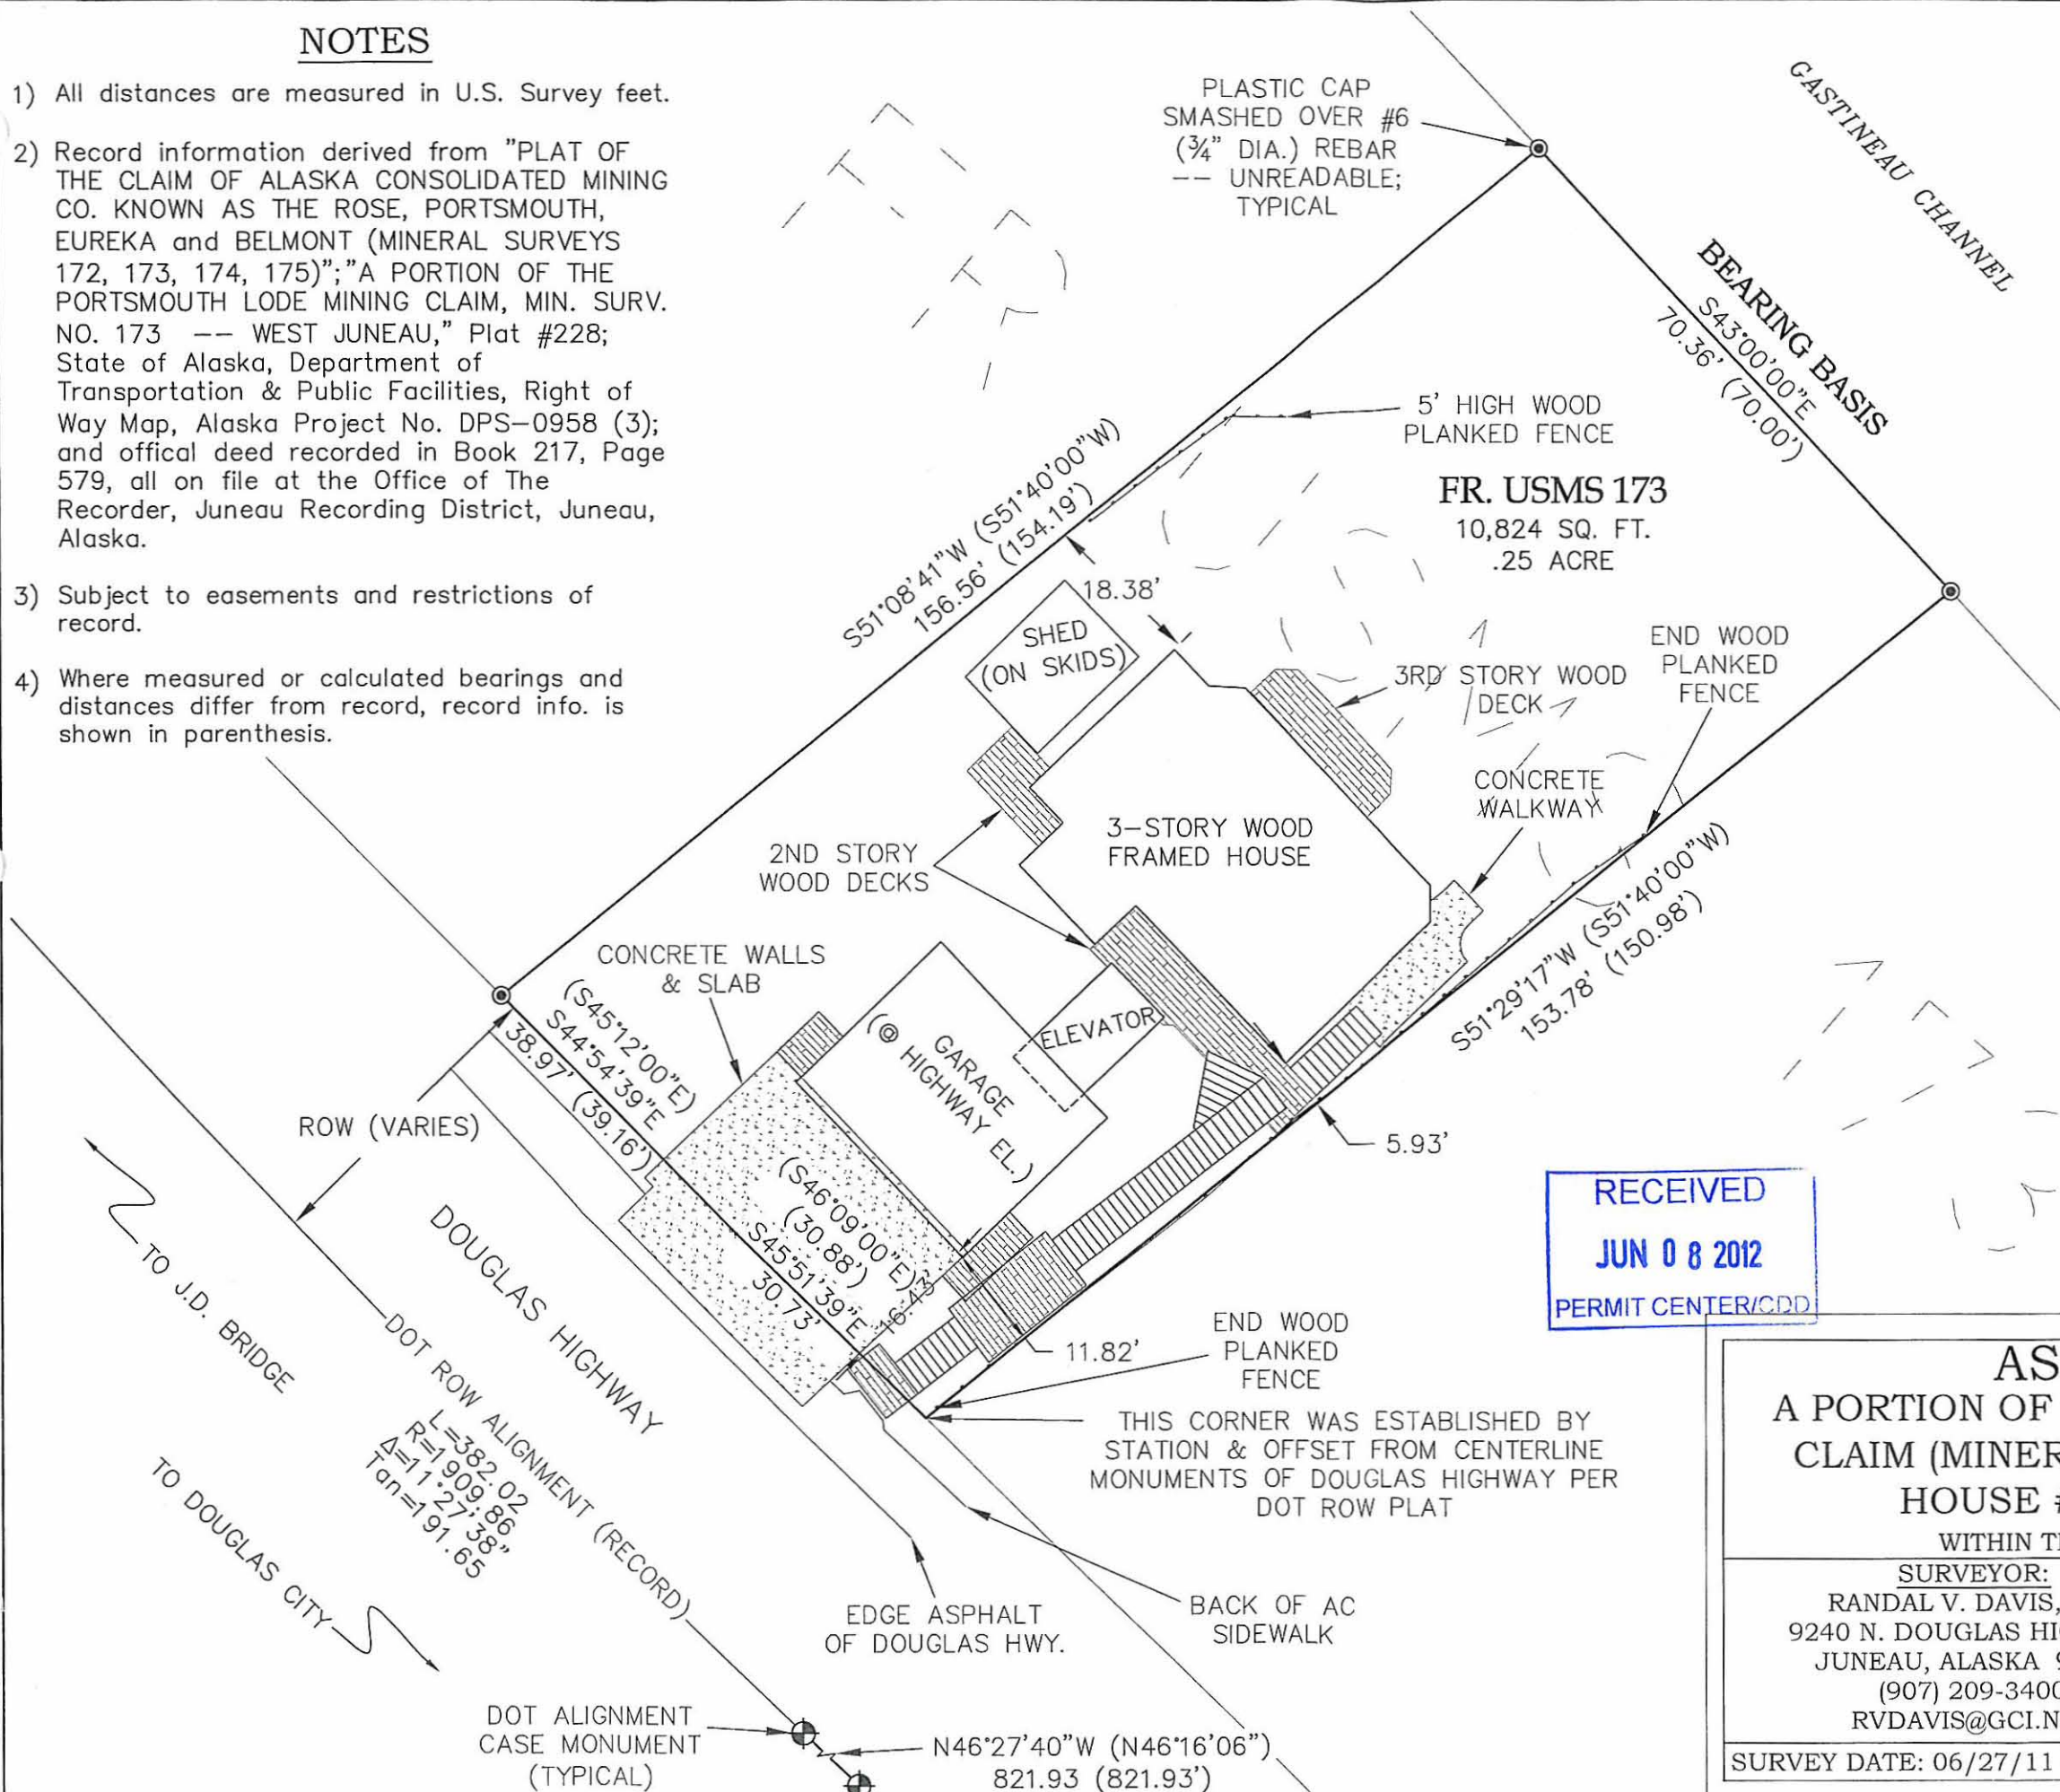 NOTES
1) All distances are measured in U.S. Survey feet.
2) Record information derived from "PLAT OF
THE CLAIM OF ALASKA CONSOLIDATED MINING
CO. KNOWN AS THE ROSE, PORTSMOUTH,
EUREKA and BELMONT (MINERAL SURVEYS
172, 173, 174, 175)";"A PORTION OF THE
PORTSMOUTH LODE MINING CLAIM, MIN. SURV.
NO. 173 -- WEST JUNEAU," Plat #228;
State of Alaska, Department of
Transportation & Public Facilities, Right of
Way Map, Alaska Project No. DPS-0958 (3);
and offical deed recorded in Book 217, Page
579, all on file at the Office of The
Recorder, Juneau Recording District, Juneau,
Alaska.
3) Subject to easements and restrictions of
record.
4) Where measured or calculated bearings and
distances differ from record, record info. is
shown in parenthesis.
PLASTIC CAP
SMASHED OVER #6
(¾" DIA.) REBAR
-- UNREADABLE;
TYPICAL
GASTINEAU CHANNEL
BEARING BASIS
S43°00'00"E
70.36' (70.00')
5' HIGH WOOD
PLANKED FENCE
FR. USMS 173
10,824 SQ. FT.
.25 ACRE
S51°08'41"W (S51°40'00"W)
156.56' (154.19')
18.38'
SHED
(ON SKIDS)
3RD STORY WOOD
DECK
END WOOD
PLANKED
FENCE
CONCRETE
WALKWAY
3-STORY WOOD
FRAMED HOUSE
2ND STORY
WOOD DECKS
S51°29'17"W (S51°40'00"W)
153.78' (150.98')
CONCRETE WALLS
& SLAB
(S45°12'00"E)
S44°54'39"E
38.97' (39.16')
ELEVATOR
GARAGE
(@ HIGHWAY EL.)
ROW (VARIES)
5.93'
(S46°09'00"E)
(30.88')
S45°51'39"E
30.73'
16.43'
11.82'
RECEIVED
JUN 08 2012
PERMIT CENTER/CDD
TO J.D. BRIDGE
DOUGLAS HIGHWAY
DOT ROW ALIGNMENT (RECORD)
L=382.02
R=1909.86
Δ=11°27'38"
Tan=191.65
TO DOUGLAS CITY
END WOOD
PLANKED
FENCE
THIS CORNER WAS ESTABLISHED BY
STATION & OFFSET FROM CENTERLINE
MONUMENTS OF DOUGLAS HIGHWAY PER
DOT ROW PLAT
EDGE ASPHALT
OF DOUGLAS HWY.
BACK OF AC
SIDEWALK
DOT ALIGNMENT
CASE MONUMENT
(TYPICAL)
N46°27'40"W (N46°16'06")
821.93 (821.93')
AS
A PORTION OF
CLAIM (MINER
HOUSE
WITHIN
SURVEYOR:
RANDAL V. DAVIS,
9240 N. DOUGLAS HI
JUNEAU, ALASKA
(907) 209-3400
RVDAVIS@GCI.N
SURVEY DATE: 06/27/11